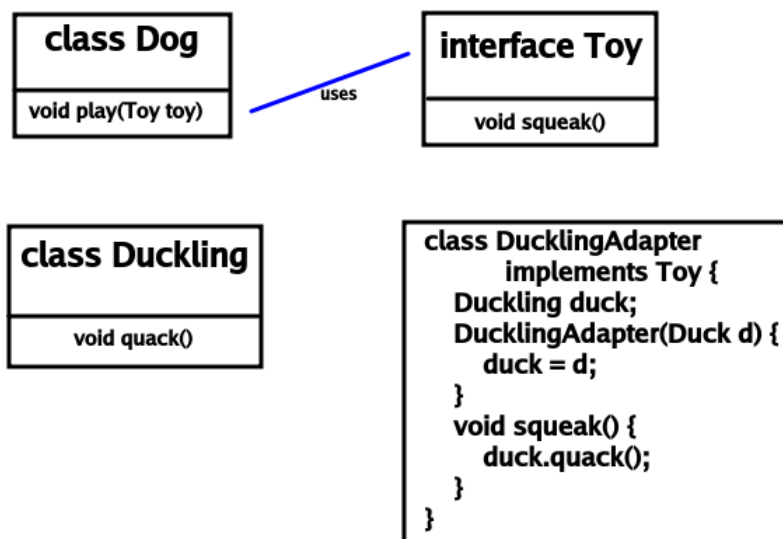 class Dog
void play(Toy toy)
uses
interface Toy
void squeak()
class Duckling
void quack()
class DucklingAdapter
implements Toy {
Duckling duck;
DucklingAdapter(Duck d) {
duck = d;
}
void squeak() {
duck.quack();
}
}